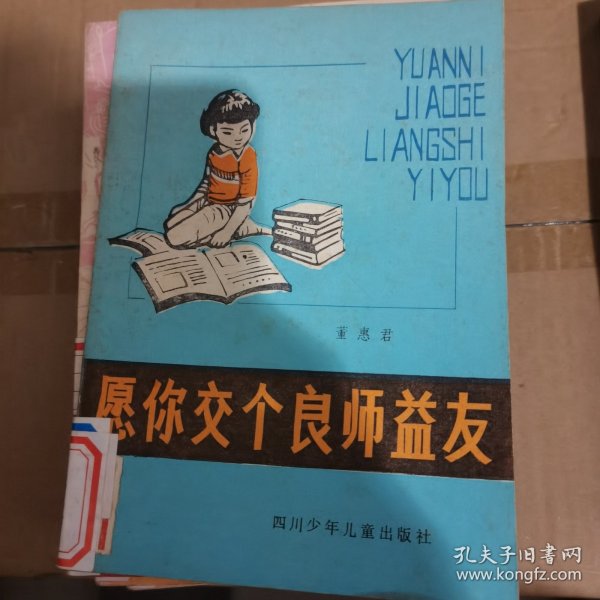 YUANNI
JIAOGE
LIANGSHI
YIYOU
董惠君
愿你交个良师益友
四川少年儿童出版社
孔夫子旧书网
www.kongfz.com